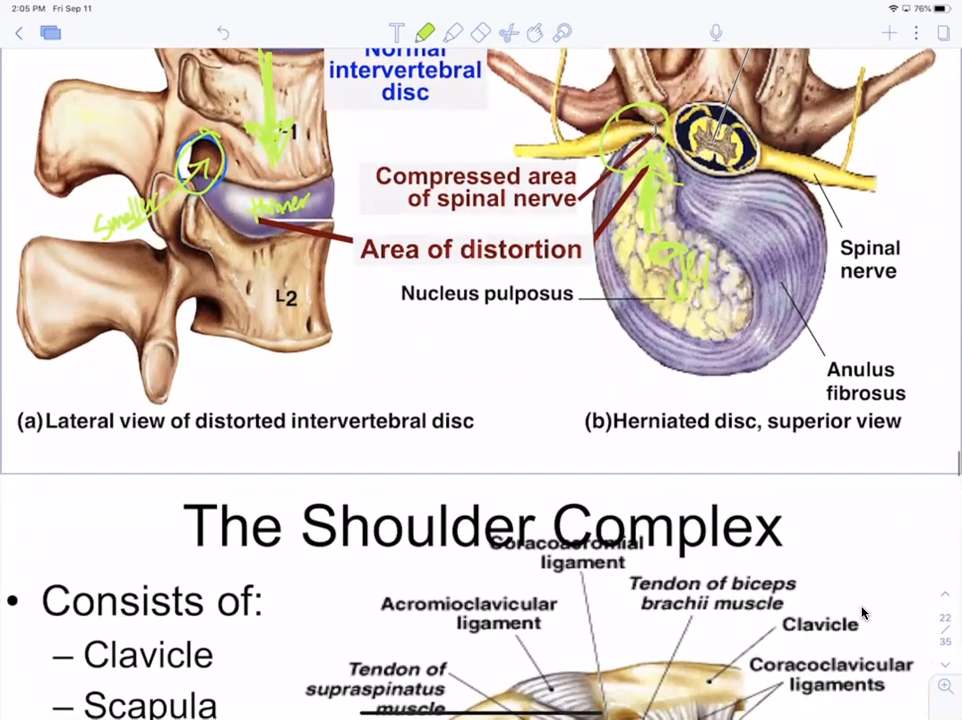 2:05 PM Fri Sep 11
76%
Normal
intervertebral
disc
L1
Smaller
thinner
Compressed area
of spinal nerve
Area of distortion
gel
Nucleus pulposus
L2
Spinal
nerve
Anulus
fibrosus
(a)Lateral view of distorted intervertebral disc
(b)Herniated disc, superior view
The Shoulder Complex
• Consists of:
– Clavicle
– Scapula
Coracoacromial
ligament
Tendon of biceps
brachii muscle
Acromioclavicular
ligament
Clavicle
Coracoclavicular
ligaments
Tendon of
supraspinatus
muscle
22
/
35